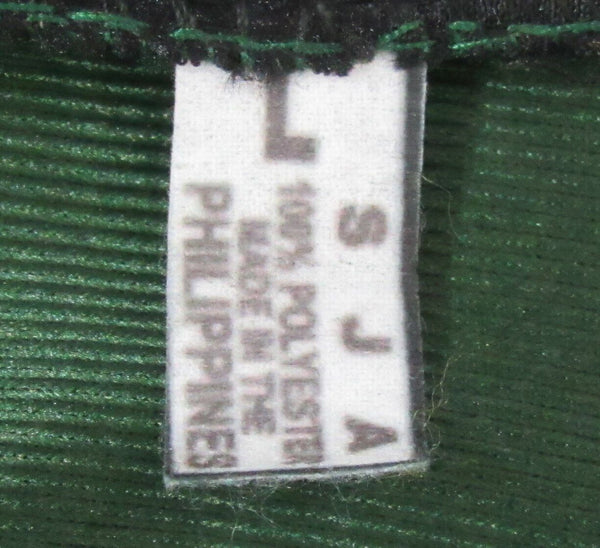 S J A
L
100% POLYESTER
MADE IN THE
PHILIPPINES